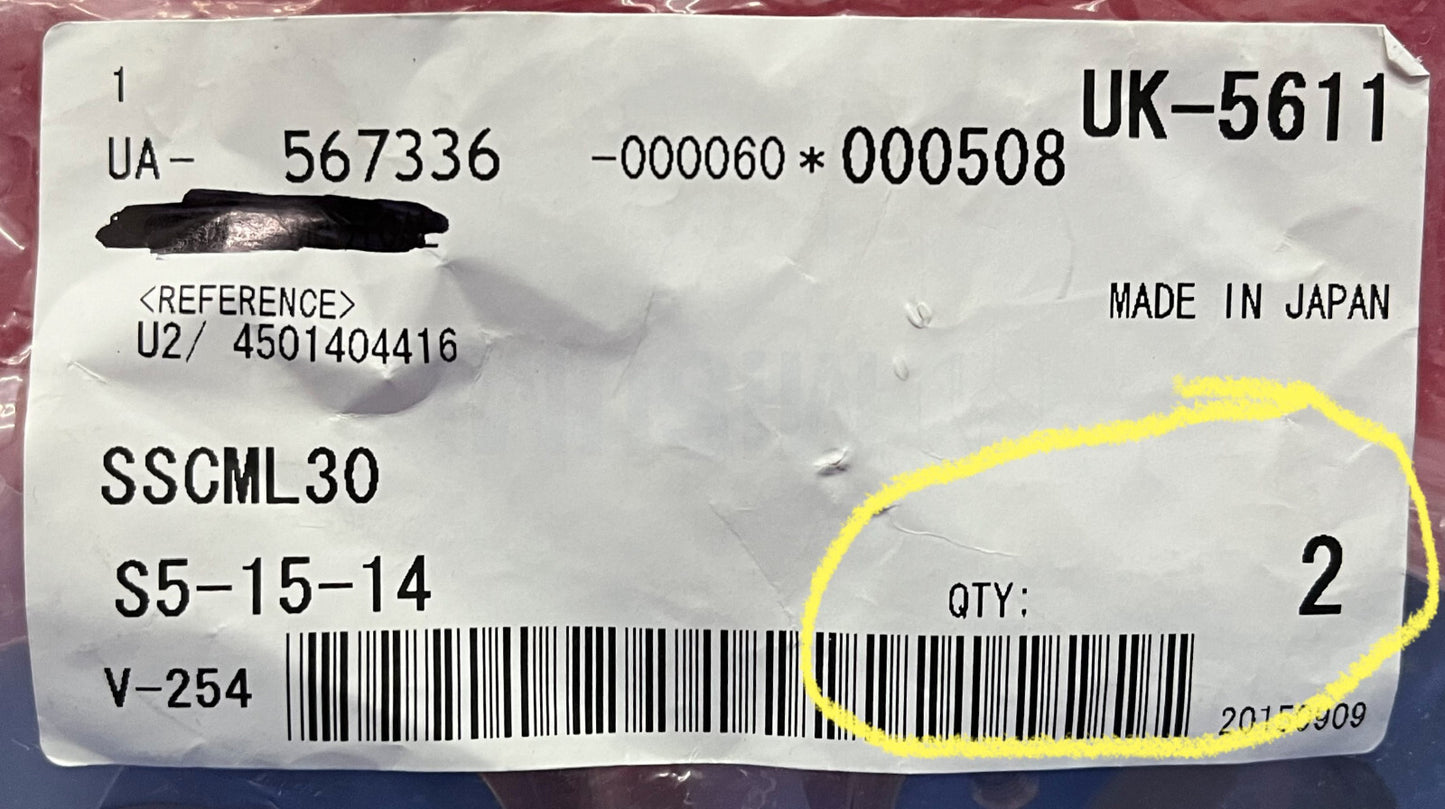 1
UK-5611
UA- 567336 -000060*000508
<REFERENCE>
U2/ 4501404416
MADE IN JAPAN
SSCML30
S5-15-14
QTY: 2
V-254